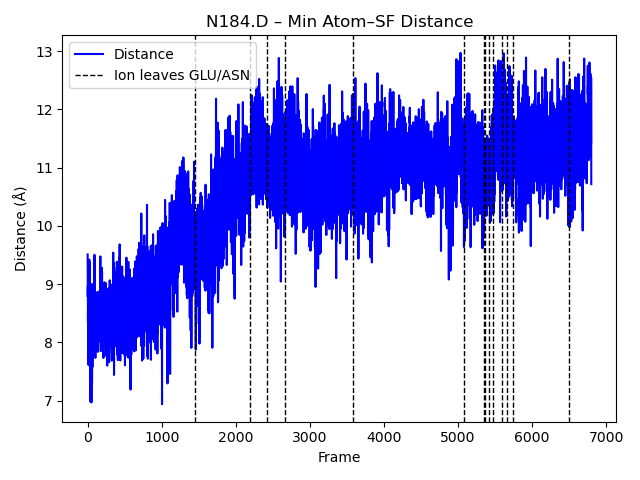 N184.D – Min Atom–SF Distance
Distance
Ion leaves GLU/ASN
Distance (Å)
13
12
11
10
9
8
7
0 1000 2000 3000 4000 5000 6000 7000
Frame